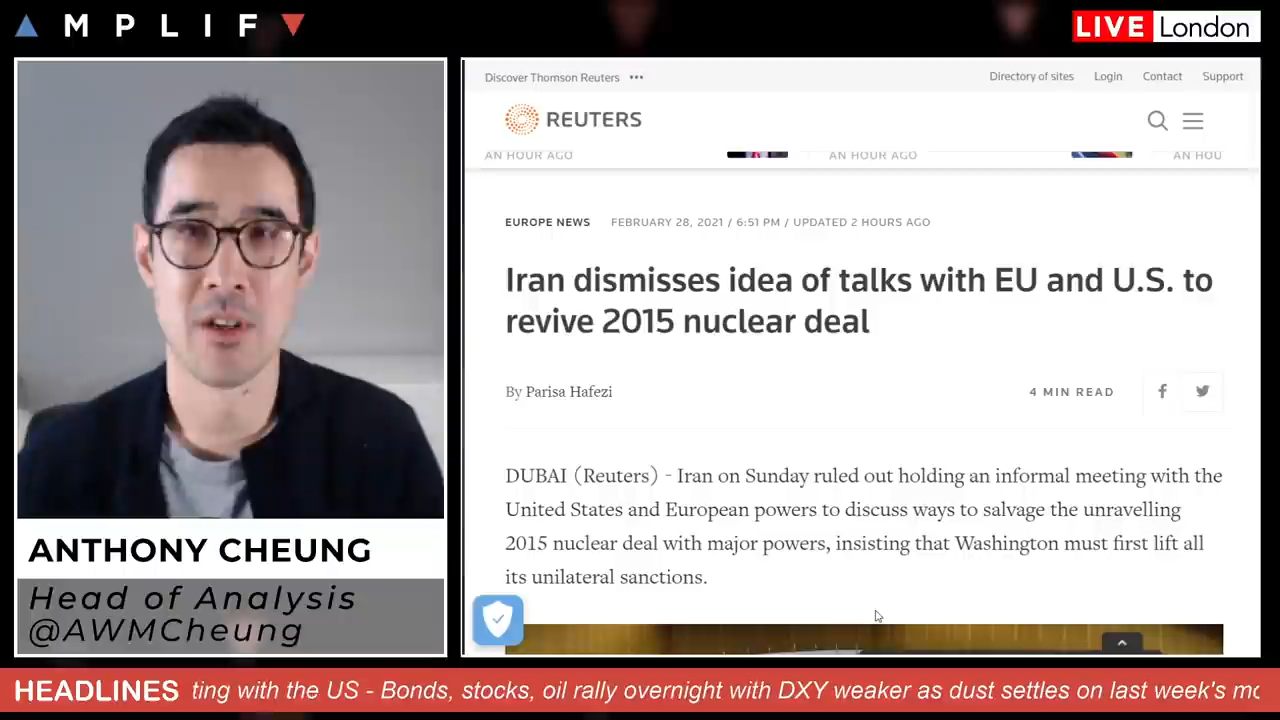 AMPLIFY
LIVE London
Discover Thomson Reuters •••
Directory of sites Login Contact Support
REUTERS
AN HOUR AGO
AN HOUR AGO
AN HOU
EUROPE NEWS FEBRUARY 28, 2021 / 6:51 PM / UPDATED 2 HOURS AGO
Iran dismisses idea of talks with EU and U.S. to
revive 2015 nuclear deal
By Parisa Hafezi
4 MIN READ
DUBAI (Reuters) - Iran on Sunday ruled out holding an informal meeting with the
United States and European powers to discuss ways to salvage the unravelling
2015 nuclear deal with major powers, insisting that Washington must first lift all
its unilateral sanctions.
ANTHONY CHEUNG
Head of Analysis
@AWMCheung
HEADLINES ting with the US - Bonds, stocks, oil rally overnight with DXY weaker as dust settles on last week's mo